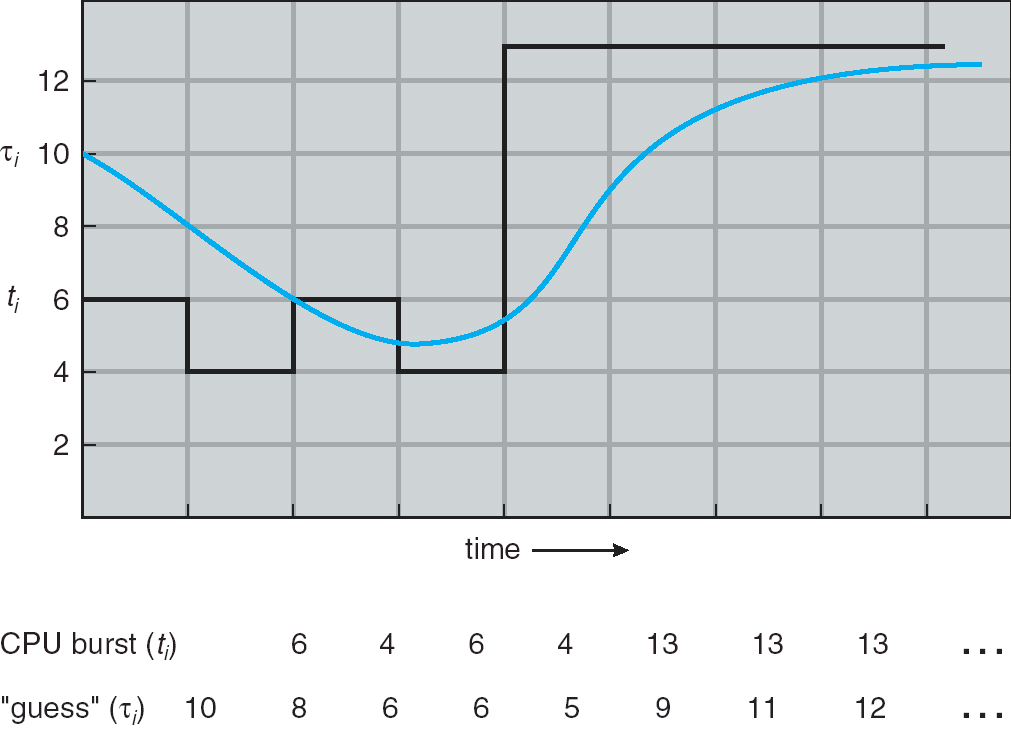 12
τi 10
8
ti 6
4
2
time
CPU burst (ti) 6 4 6 4 13 13 13 ...
"guess" (τi) 10 8 6 6 5 9 11 12 ...